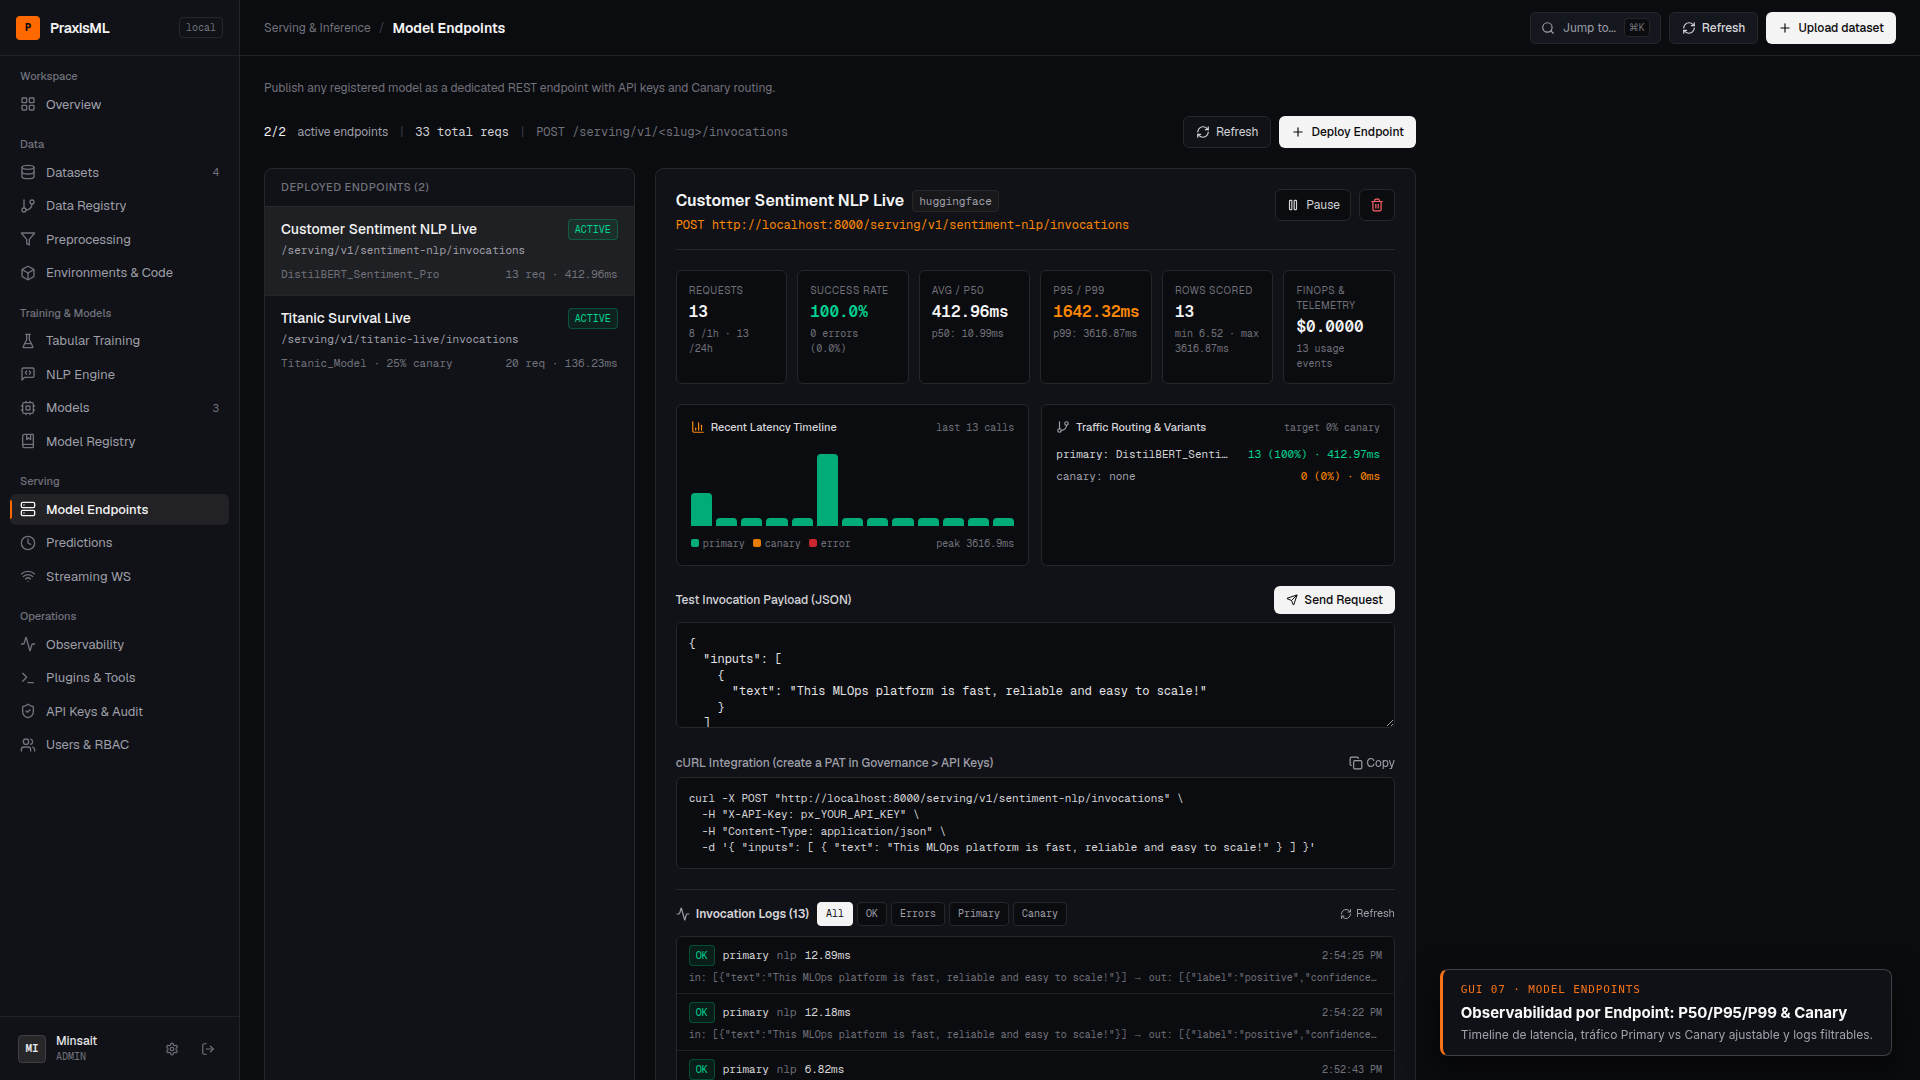 P PraxisML local
Workspace
Overview
Data
Datasets 4
Data Registry
Preprocessing
Environments & Code
Training & Models
Tabular Training
NLP Engine
Models 3
Model Registry
Serving
Model Endpoints
Predictions
Streaming WS
Operations
Observability
Plugins & Tools
API Keys & Audit
Users & RBAC
MI Minsait
ADMIN
Serving & Inference / Model Endpoints
Jump to... ⌘K
Refresh
+ Upload dataset
Publish any registered model as a dedicated REST endpoint with API keys and Canary routing.
2/2 active endpoints | 33 total reqs | POST /serving/v1/<slug>/invocations
Refresh
+ Deploy Endpoint
DEPLOYED ENDPOINTS (2)
Customer Sentiment NLP Live ACTIVE
/serving/v1/sentiment-nlp/invocations
DistilBERT_Sentiment_Pro 13 req · 412.96ms
Titanic Survival Live ACTIVE
/serving/v1/titanic-live/invocations
Titanic_Model · 25% canary 20 req · 136.23ms
Customer Sentiment NLP Live huggingface
POST http://localhost:8000/serving/v1/sentiment-nlp/invocations
Pause
REQUESTS
13
8 /1h · 13
/24h
SUCCESS RATE
100.0%
0 errors
(0.0%)
AVG / P50
412.96ms
p50: 10.99ms
P95 / P99
1642.32ms
p99: 3616.87ms
ROWS SCORED
13
min 6.52 · max
3616.87ms
FINOPS &
TELEMETRY
$0.0000
13 usage
events
Recent Latency Timeline last 13 calls
primary canary error peak 3616.9ms
Traffic Routing & Variants target 0% canary
primary: DistilBERT_Senti… 13 (100%) · 412.97ms
canary: none 0 (0%) · 0ms
Test Invocation Payload (JSON)
Send Request
{
"inputs": [
{
"text": "This MLOps platform is fast, reliable and easy to scale!"
}
]
cURL Integration (create a PAT in Governance > API Keys)
Copy
curl -X POST "http://localhost:8000/serving/v1/sentiment-nlp/invocations" \
-H "X-API-Key: px_YOUR_API_KEY" \
-H "Content-Type: application/json" \
-d '{ "inputs": [ { "text": "This MLOps platform is fast, reliable and easy to scale!" } ] }'
Invocation Logs (13) All OK Errors Primary Canary Refresh
OK primary nlp 12.89ms 2:54:25 PM
in: [{"text":"This MLOps platform is fast, reliable and easy to scale!"}] → out: [{"label":"positive","confidence…
OK primary nlp 12.18ms 2:54:22 PM
in: [{"text":"This MLOps platform is fast, reliable and easy to scale!"}] → out: [{"label":"positive","confidence…
OK primary nlp 6.82ms 2:52:43 PM
GUI 07 · MODEL ENDPOINTS
Observabilidad por Endpoint: P50/P95/P99 & Canary
Timeline de latencia, tráfico Primary vs Canary ajustable y logs filtrables.